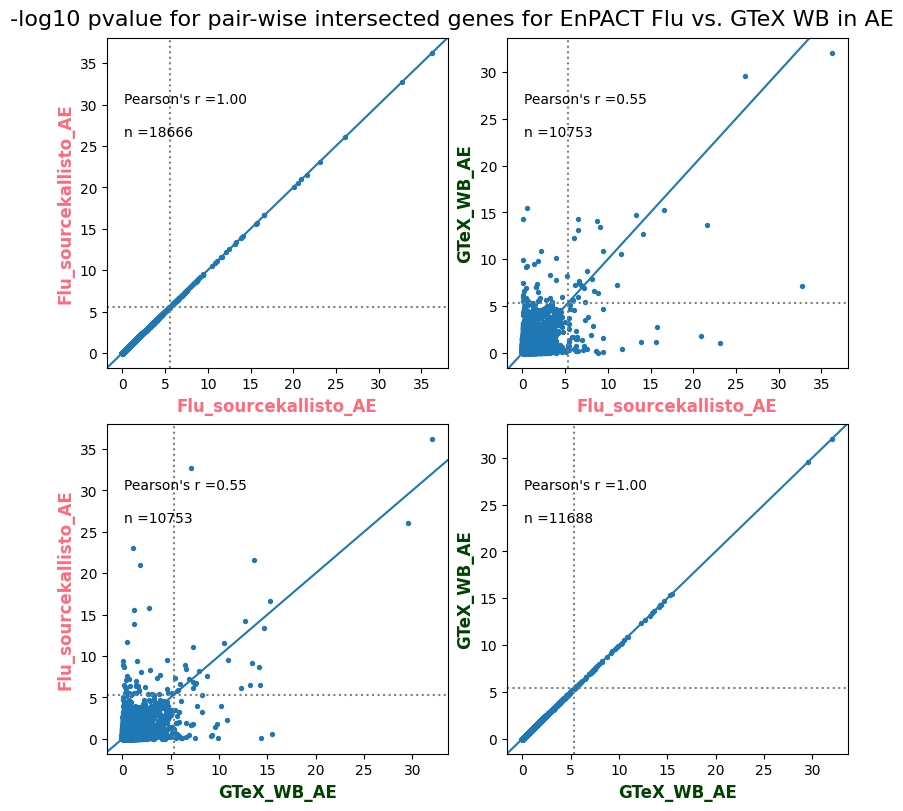 -log10 pvalue for pair-wise intersected genes for EnPACT Flu vs. GTeX WB in AE
35
30
25
20
15
10
5
0
Flu_sourcekallisto_AE
Pearson's r =1.00
n =18666
0 5 10 15 20 25 30 35
Flu_sourcekallisto_AE
30
25
20
15
10
5
0
GTeX_WB_AE
Pearson's r =0.55
n =10753
0 5 10 15 20 25 30 35
Flu_sourcekallisto_AE
35
30
25
20
15
10
5
0
Flu_sourcekallisto_AE
Pearson's r =0.55
n =10753
0 5 10 15 20 25 30
GTeX_WB_AE
30
25
20
15
10
5
0
GTeX_WB_AE
Pearson's r =1.00
n =11688
0 5 10 15 20 25 30
GTeX_WB_AE